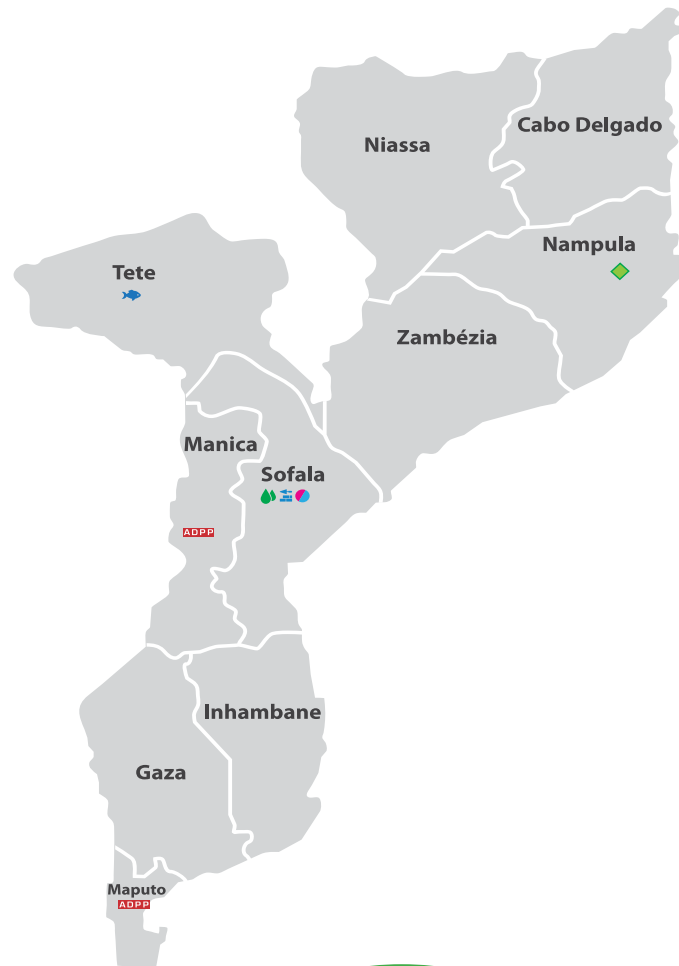 Cabo Delgado
Niassa
Nampula
Tete
Zambézia
Manica
Sofala
ADPP
Inhambane
Gaza
Maputo
ADPP